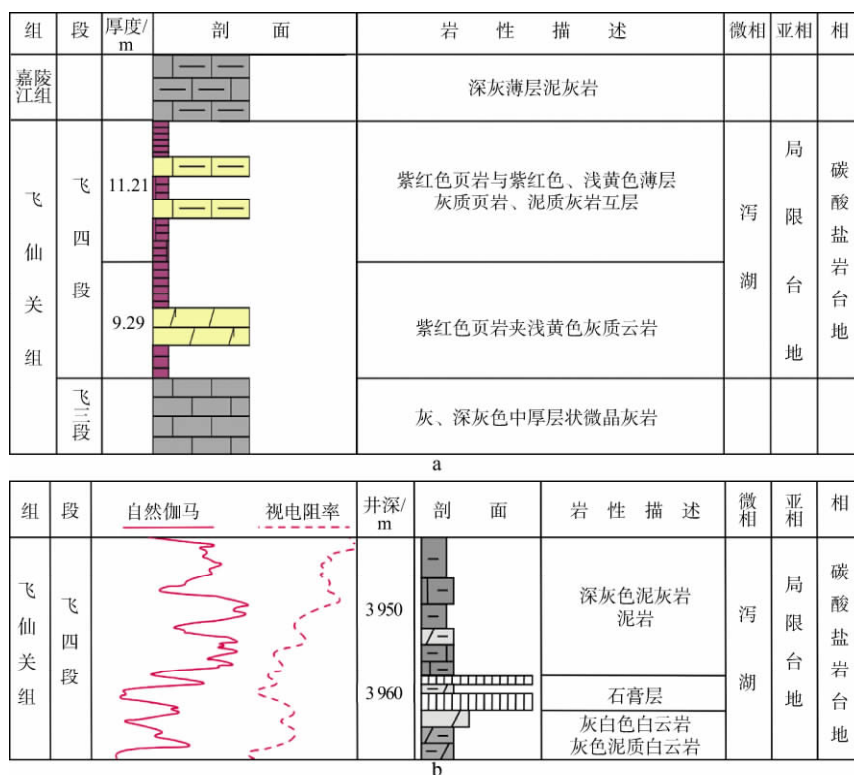 组 段 厚度/m 剖面 岩性描述 微相 亚相 相
嘉陵江组 深灰薄层泥灰岩
飞仙关组 飞四段 11.21 紫红色页岩与紫红色、浅黄色薄层
灰质页岩、泥质灰岩互层
泻湖 局限台地 碳酸盐岩台地
9.29 紫红色页岩夹浅黄色灰质云岩
飞三段 灰、深灰色中厚层状微晶灰岩
a
组 段 自然伽马 视电阻率 井深/m 剖面 岩性描述 微相 亚相 相
飞仙关组 飞四段 3 950 深灰色泥灰岩
泥岩
泻湖 局限台地 碳酸盐岩台地
3 960 石膏层
灰白色白云岩
灰色泥质白云岩
b